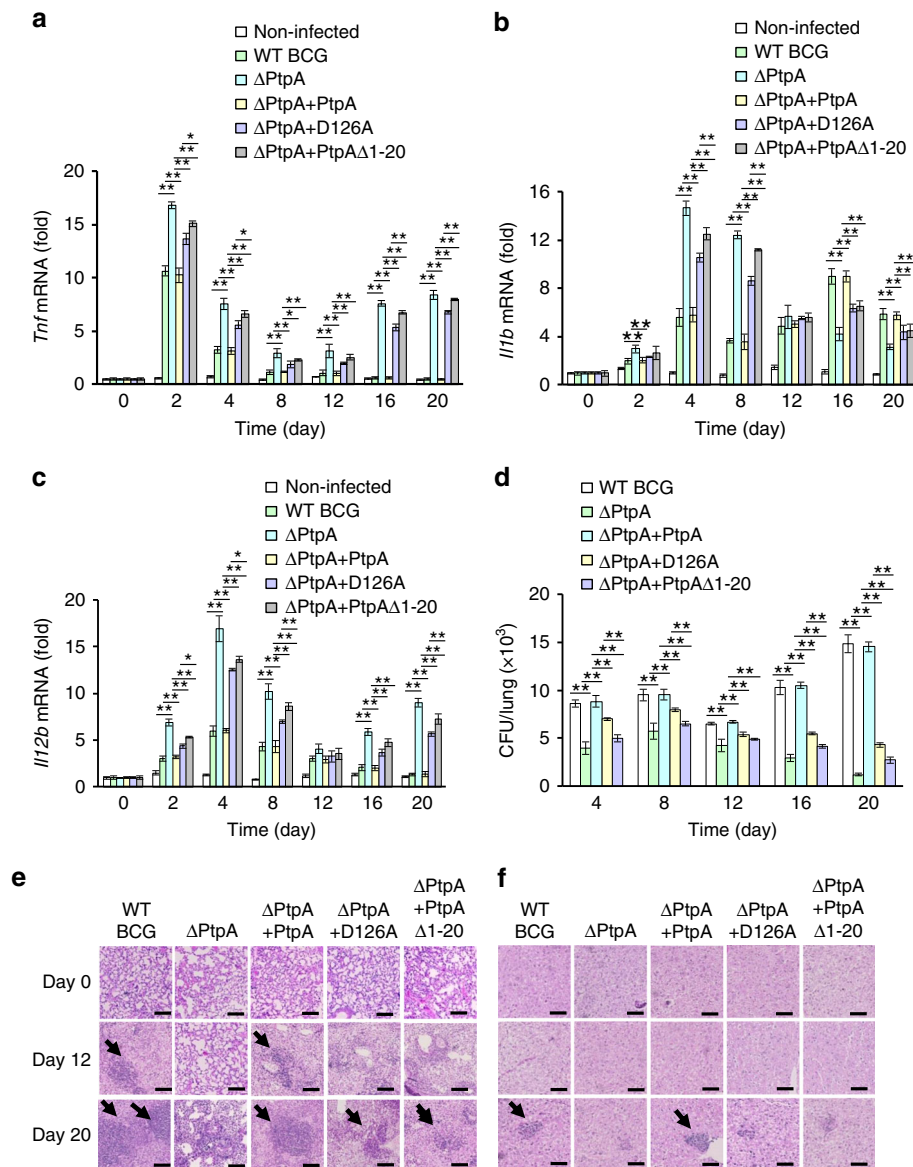 a
Non-infected
WT BCG
ΔPtpA
ΔPtpA+PtpA
ΔPtpA+D126A
ΔPtpA+PtpAΔ1-20
Tnf mRNA (fold)
20
15
10
5
0
** ** ** ** *
** ** ** *
** ** * **
** ** **
** ** ** **
** ** ** **
0 2 4 8 12 16 20
Time (day)
b
Non-infected
WT BCG
ΔPtpA
ΔPtpA+PtpA
ΔPtpA+D126A
ΔPtpA+PtpAΔ1-20
Il1b mRNA (fold)
16
12
8
4
0
** **
** ** ** ** **
** ** ** ** **
** ** ** **
** ** ** **
0 2 4 8 12 16 20
Time (day)
c
Non-infected
WT BCG
ΔPtpA
ΔPtpA+PtpA
ΔPtpA+D126A
ΔPtpA+PtpAΔ1-20
Il12b mRNA (fold)
20
15
10
5
0
** ** ** *
** ** ** ** *
** ** ** ** **
** ** ** **
** ** ** **
0 2 4 8 12 16 20
Time (day)
d
WT BCG
ΔPtpA
ΔPtpA+PtpA
ΔPtpA+D126A
ΔPtpA+PtpAΔ1-20
CFU/lung (×10³)
20
15
10
5
0
** ** ** **
** ** ** ** **
** ** ** **
** ** ** ** **
** ** ** ** **
4 8 12 16 20
Time (day)
e
WT BCG
ΔPtpA
ΔPtpA +PtpA
ΔPtpA +D126A
ΔPtpA +PtpA Δ1-20
Day 0
Day 12
Day 20
f
WT BCG
ΔPtpA
ΔPtpA +PtpA
ΔPtpA +D126A
ΔPtpA +PtpA Δ1-20